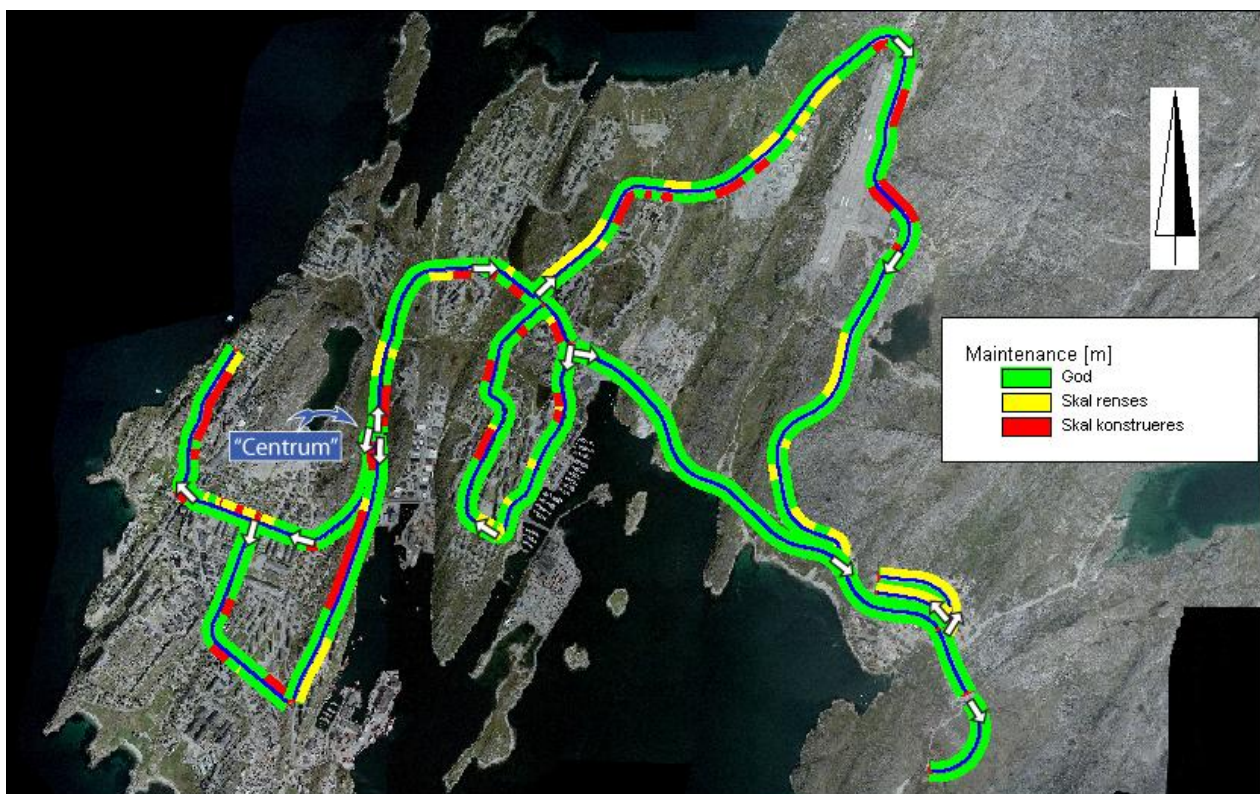 "Centrum"
Maintenance [m]
God
Skal renses
Skal konstrueres